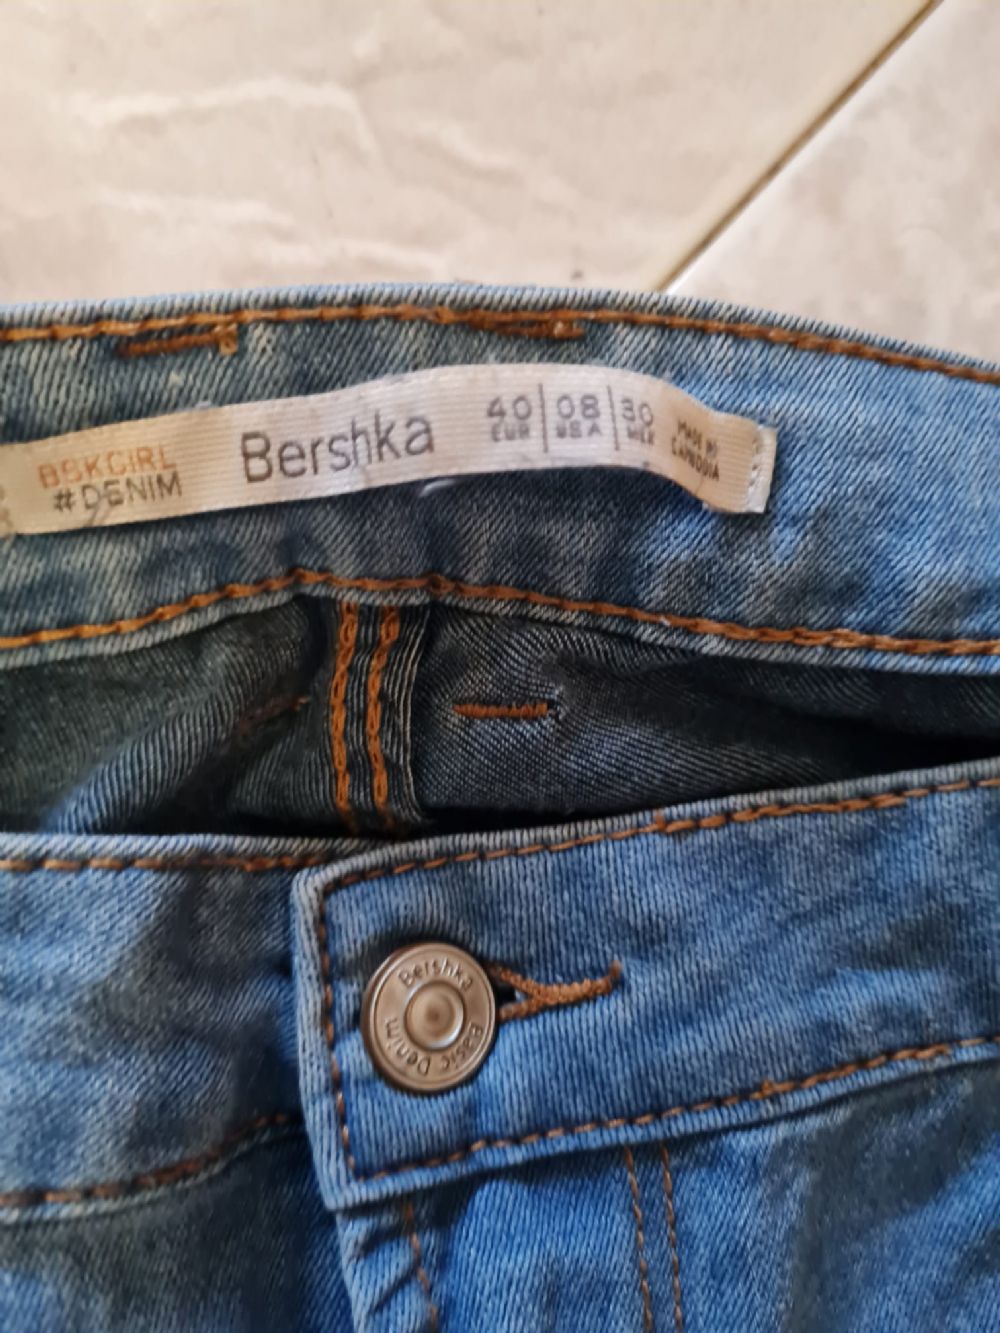 BSKGIRL
#DENIM
Bershka
40 | 08 | 30
EUR | USA | MEX
MADE IN
CAMBODIA
Bershka
Basic Denim